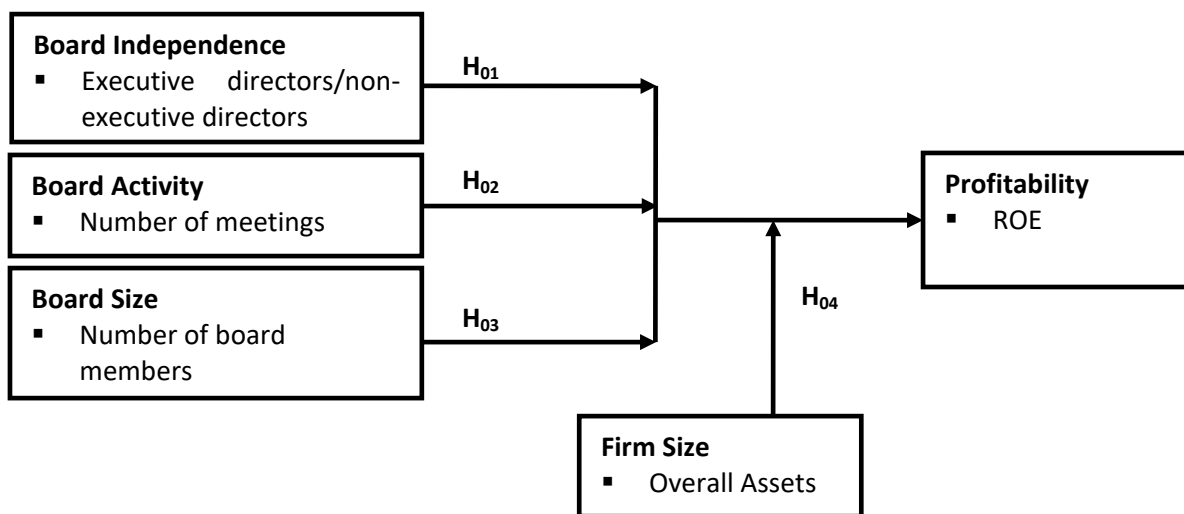 Board Independence
▪ Executive directors/non-
executive directors
H01
Board Activity
▪ Number of meetings
H02
Board Size
▪ Number of board
members
H03
Profitability
▪ ROE
H04
Firm Size
▪ Overall Assets